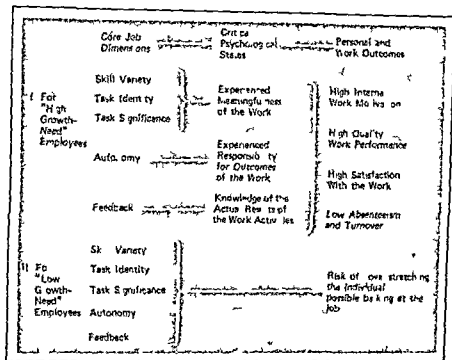 Core Job
Dimensions
Critical
Psychological
States
Personal and
Work Outcomes
I For
"High
Growth-
Need"
Employees
Skill Variety
Task Identity
Task Significance
Autonomy
Feedback
Experienced
Meaningfulness
of the Work
Experienced
Responsibility
for Outcomes
of the Work
Knowledge of the
Actual Results of
the Work Activities
High Internal
Work Motivation
High Quality
Work Performance
High Satisfaction
With the Work
Low Absenteeism
and Turnover
II For
"Low
Growth-
Need"
Employees
Skill Variety
Task Identity
Task Significance
Autonomy
Feedback
Risk of overstretching
the individual
possible balking at the
job